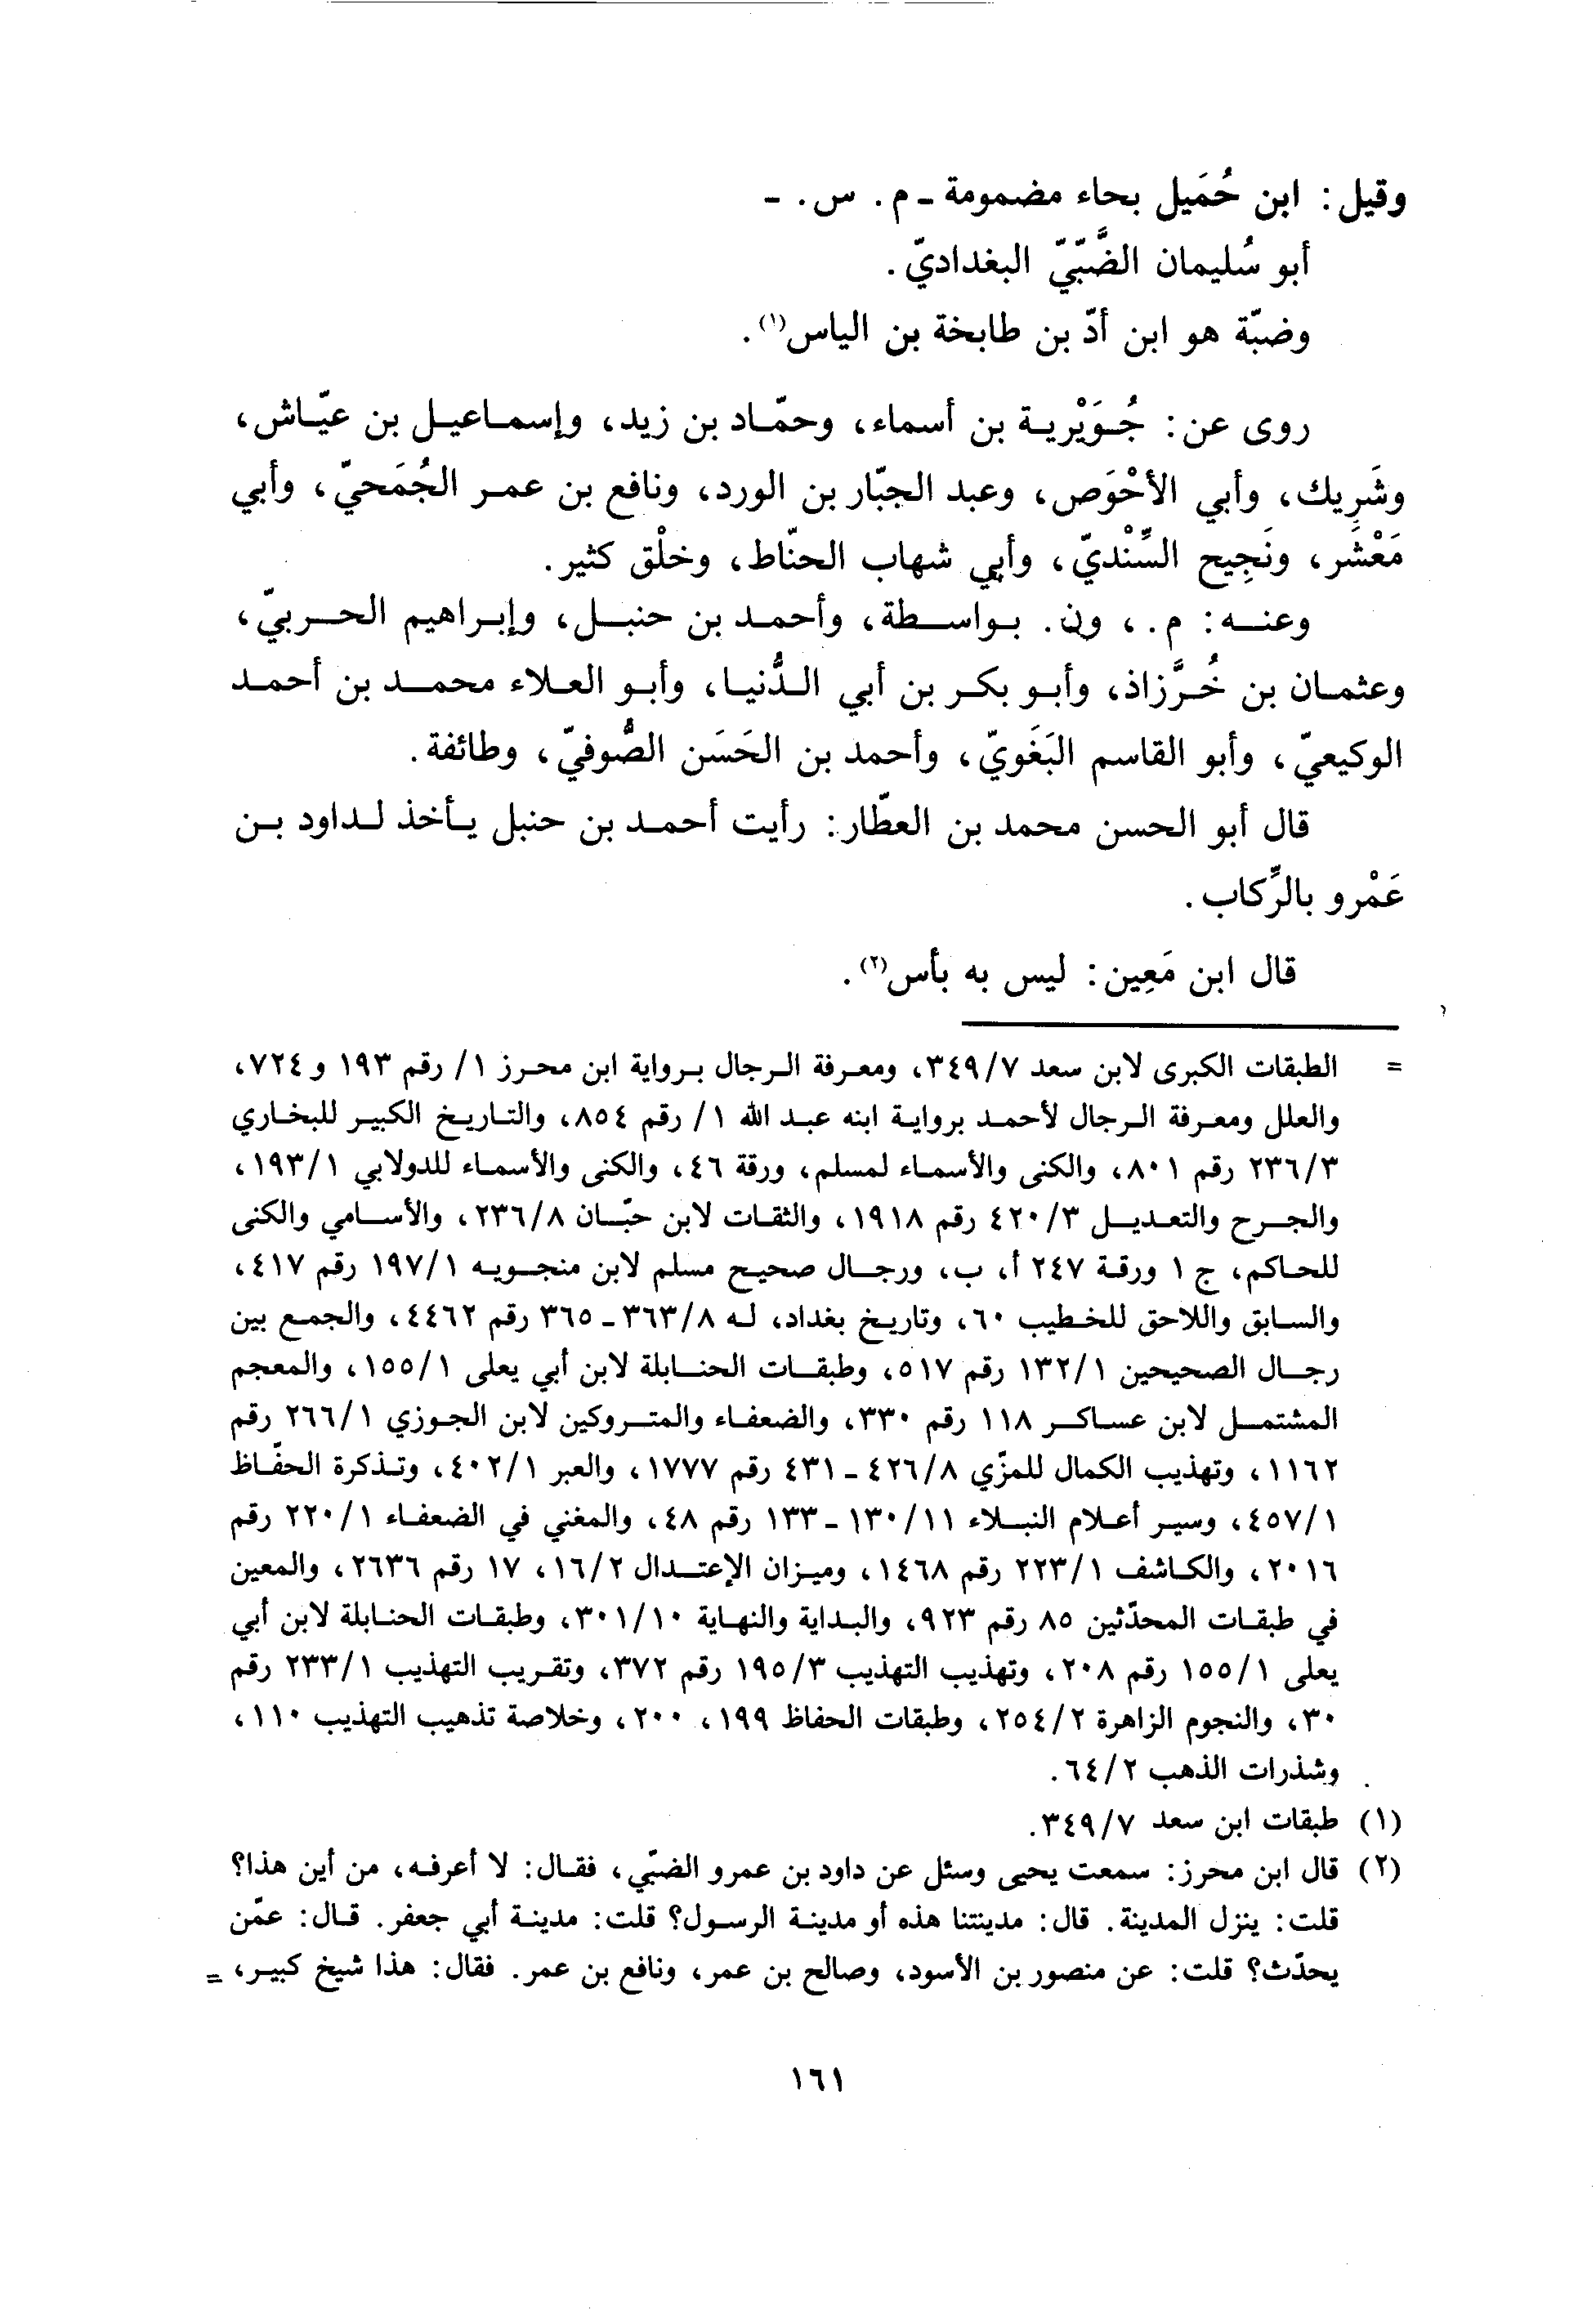 وقيل: ابن حُمَيل بحاء مضمومة ـ م. س. ـ
أبو سُليمان الضَّبّيّ البغداديّ.
وضبّة هو ابن أدّ بن طابخة بن الياس(١).
روى عن: جُوَيْرية بن أسماء، وحمّاد بن زيد، وإسماعيل بن عيّاش،
وشَرِيك، وأبي الأحْوَص، وعبد الجبّار بن الورد، ونافع بن عمر الجُمَحيّ، وأبي
مَعْشَر، ونَجِيح السِّنْديّ، وأبي شهاب الحنّاط، وخلْق كثير.
وعنه: م.، ون. بواسطة، وأحمد بن حنبل، وإبراهيم الحربيّ،
وعثمان بن خُرَّزاذ، وأبو بكر بن أبي الدُّنيا، وأبو العلاء محمد بن أحمد
الوكيعيّ، وأبو القاسم البَغَويّ، وأحمد بن الحَسَن الصُّوفيّ، وطائفة.
قال أبو الحسن محمد بن العطّار: رأيت أحمد بن حنبل يأخذ لداود بن
عَمْرو بالرِّكاب.
قال ابن مَعِين: ليس به بأس(٢).
= الطبقات الكبرى لابن سعد ٣٤٩/٧، ومعرفة الرجال برواية ابن محرز ١/ رقم ١٩٣ و ٧٢٤،
والعلل ومعرفة الرجال لأحمد برواية ابنه عبد الله ١/ رقم ٨٥٤، والتاريخ الكبير للبخاري
٢٣٦/٣ رقم ٨٠١، والكنى والأسماء لمسلم، ورقة ٤٦، والكنى والأسماء للدولابي ١٩٣/١،
والجرح والتعديل ٤٢٠/٣ رقم ١٩١٨، والثقات لابن حبّان ٢٣٦/٨، والأسامي والكنى
للحاكم، ج ١ ورقة ٢٤٧ أ، ب، ورجال صحيح مسلم لابن منجويه ١٩٧/١ رقم ٤١٧،
والسابق واللاحق للخطيب ٦٠، وتاريخ بغداد، له ٣٦٣/٨ ـ ٣٦٥ رقم ٤٤٦٢، والجمع بين
رجال الصحيحين ١٣٢/١ رقم ٥١٧، وطبقات الحنابلة لابن أبي يعلى ١٥٥/١، والمعجم
المشتمل لابن عساكر ١١٨ رقم ٣٣٠، والضعفاء والمتروكين لابن الجوزي ٢٦٦/١ رقم
١١٦٢، وتهذيب الكمال للمزّي ٤٢٦/٨ ـ ٤٣١ رقم ١٧٧٧، والعبر ٤٠٢/١، وتذكرة الحفّاظ
٤٥٧/١، وسير أعلام النبلاء ١٣٠/١١ ـ ١٣٣ رقم ٤٨، والمغني في الضعفاء ٢٢٠/١ رقم
٢٠١٦، والكاشف ٢٢٣/١ رقم ١٤٦٨، وميزان الإعتدال ١٦/٢، ١٧ رقم ٢٦٣٦، والمعين
في طبقات المحدّثين ٨٥ رقم ٩٢٣، والبداية والنهاية ٣٠١/١٠، وطبقات الحنابلة لابن أبي
يعلى ١٥٥/١ رقم ٢٠٨، وتهذيب التهذيب ١٩٥/٣ رقم ٣٧٢، وتقريب التهذيب ٢٣٣/١ رقم
٣٠، والنجوم الزاهرة ٢٥٤/٢، وطبقات الحفاظ ١٩٩، ٢٠٠، وخلاصة تذهيب التهذيب ١١٠،
وشذرات الذهب ٦٤/٢.
(١) طبقات ابن سعد ٣٤٩/٧.
(٢) قال ابن محرز: سمعت يحيى وسئل عن داود بن عمرو الضبّي، فقال: لا أعرفه، من أين هذا؟
قلت: ينزل المدينة. قال: مدينتنا هذه أو مدينة الرسول؟ قلت: مدينة أبي جعفر. قال: عمّن
يحدّث؟ قلت: عن منصور بن الأسود، وصالح بن عمر، ونافع بن عمر. فقال: هذا شيخ كبير، =
١٦١